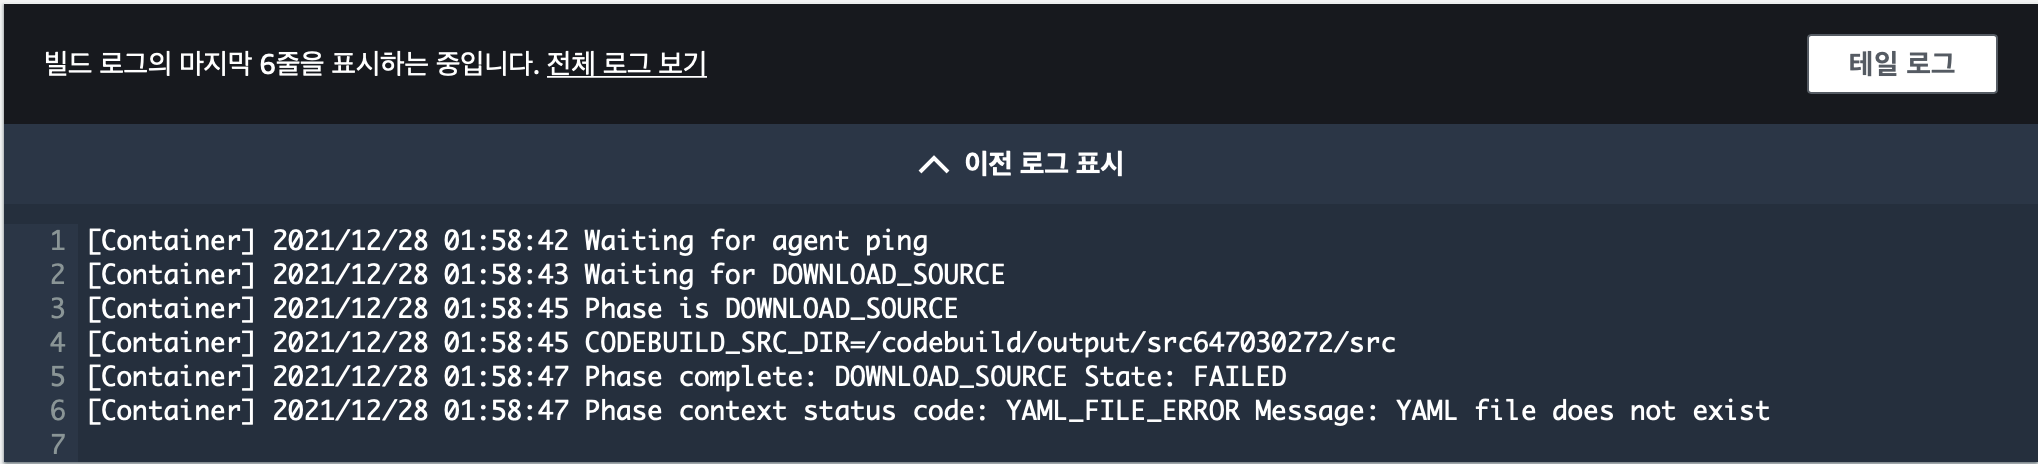 빌드 로그의 마지막 6줄을 표시하는 중입니다. 전체 로그 보기
테일 로그
이전 로그 표시
1 [Container] 2021/12/28 01:58:42 Waiting for agent ping
2 [Container] 2021/12/28 01:58:43 Waiting for DOWNLOAD_SOURCE
3 [Container] 2021/12/28 01:58:45 Phase is DOWNLOAD_SOURCE
4 [Container] 2021/12/28 01:58:45 CODEBUILD_SRC_DIR=/codebuild/output/src647030272/src
5 [Container] 2021/12/28 01:58:47 Phase complete: DOWNLOAD_SOURCE State: FAILED
6 [Container] 2021/12/28 01:58:47 Phase context status code: YAML_FILE_ERROR Message: YAML file does not exist
7